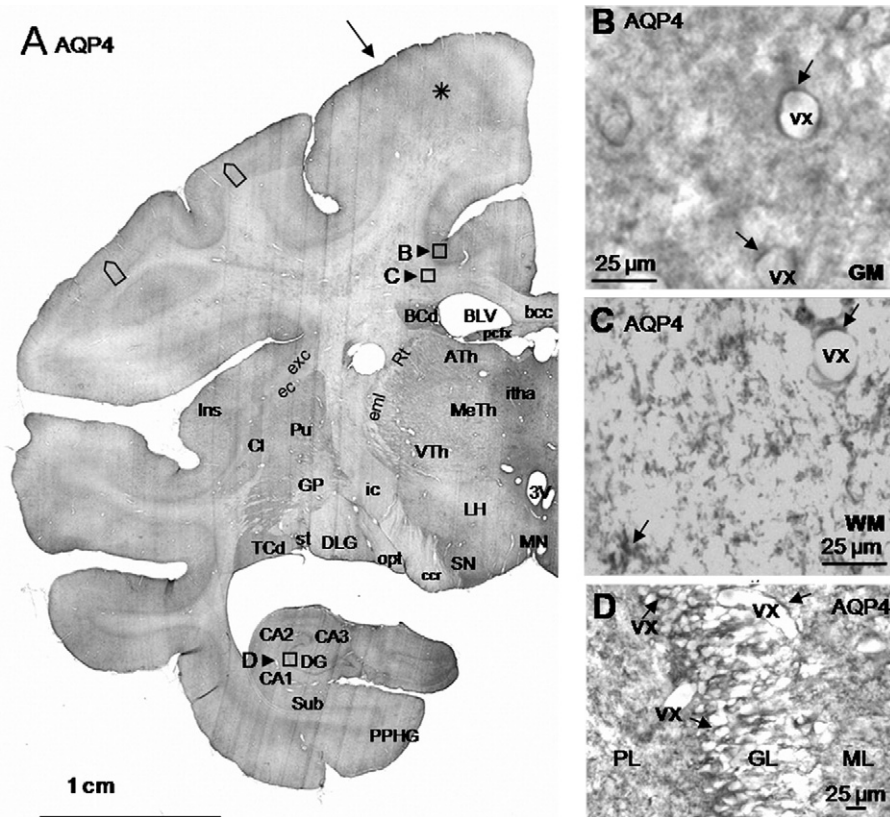 A AQP4
B
C
BCd
BLV
bcc
pcfx
Rt
ATh
exc
ec
eml
itha
Ins
MeTh
Pu
Cl
VTh
GP
ic
3V
LH
st
TCd
DLG
opt
MN
SN
ccr
CA2
CA3
D
DG
CA1
Sub
PPHG
1 cm
B AQP4
VX
VX
25 µm
GM
C AQP4
VX
WM
25 µm
D AQP4
VX
VX
VX
PL
GL
ML
25 µm